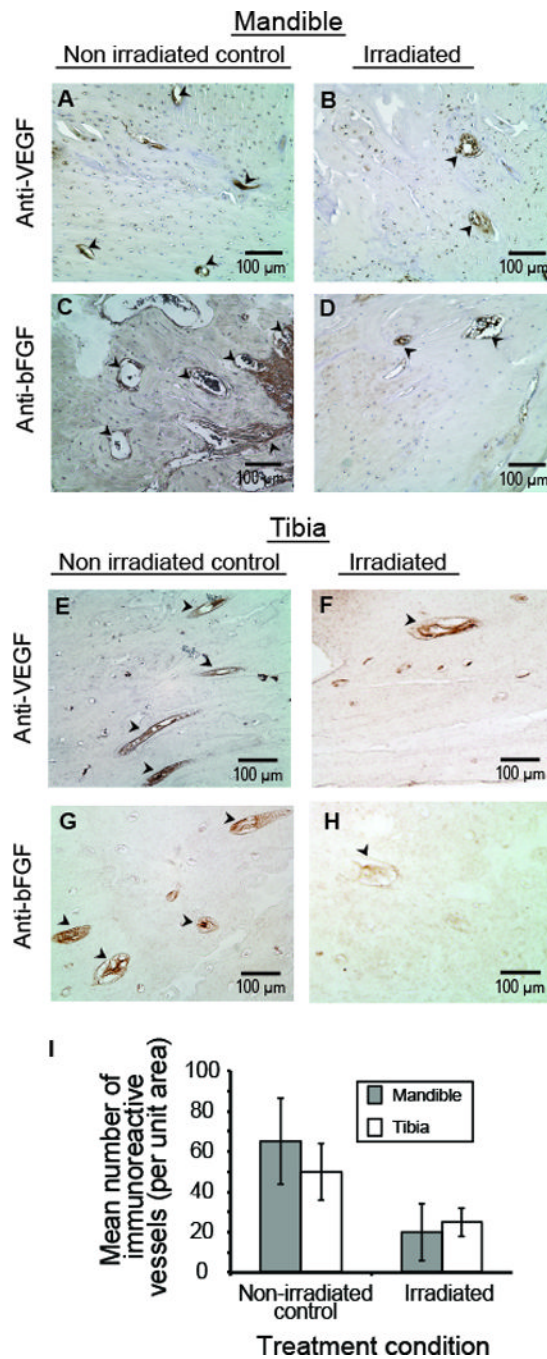 Mandible
Non irradiated control
Irradiated
Anti-VEGF
A
100 µm
B
100 µm
Anti-bFGF
C
100 µm
D
100 µm
Tibia
Non irradiated control
Irradiated
Anti-VEGF
E
100 µm
F
100 µm
Anti-bFGF
G
100 µm
H
100 µm
I
Mean number of
immunoreactive
vessels (per unit area)
100
80
60
40
20
0
Mandible
Tibia
Non-irradiated
control
Irradiated
Treatment condition